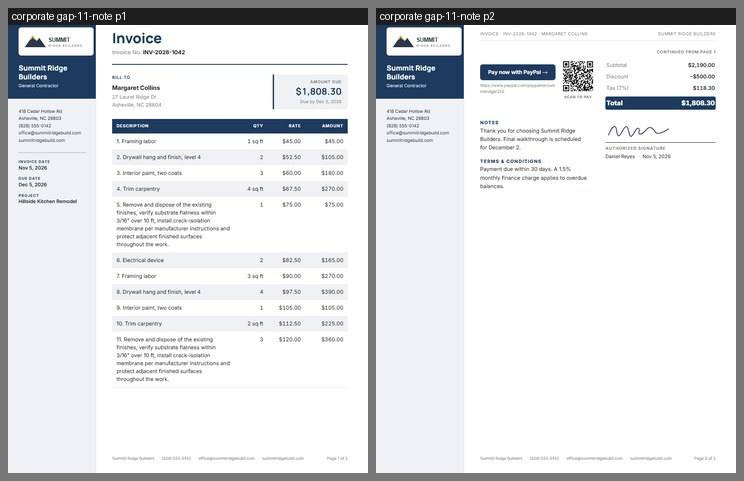 corporate gap-11-note p1
SUMMIT
RIDGE BUILDERS
Summit Ridge
Builders
General Contractor
418 Cedar Hollow Rd
Asheville, NC 28803
(828) 555-0142
office@summitridgebuild.com
summitridgebuild.com
INVOICE DATE
Nov 5, 2026
DUE DATE
Dec 5, 2026
PROJECT
Hillside Kitchen Remodel
Invoice
Invoice No. INV-2026-1042
BILL TO
Margaret Collins
27 Laurel Ridge Dr
Asheville, NC 28804
AMOUNT DUE
$1,808.30
Due by Dec 5, 2026
DESCRIPTION QTY RATE AMOUNT
1. Framing labor 1 sq ft $45.00 $45.00
2. Drywall hang and finish, level 4 2 $52.50 $105.00
3. Interior paint, two coats 3 $60.00 $180.00
4. Trim carpentry 4 sq ft $67.50 $270.00
5. Remove and dispose of the existing 1 $75.00 $75.00
finishes, verify substrate flatness within
3/16" over 10 ft, install crack-isolation
membrane per manufacturer instructions and
protect adjacent finished surfaces
throughout the work.
6. Electrical device 2 $82.50 $165.00
7. Framing labor 3 sq ft $90.00 $270.00
8. Drywall hang and finish, level 4 4 $97.50 $390.00
9. Interior paint, two coats 1 $105.00 $105.00
10. Trim carpentry 2 sq ft $112.50 $225.00
11. Remove and dispose of the existing 3 $120.00 $360.00
finishes, verify substrate flatness within
3/16" over 10 ft, install crack-isolation
membrane per manufacturer instructions and
protect adjacent finished surfaces
throughout the work.
Summit Ridge Builders (828) 555-0142 office@summitridgebuild.com summitridgebuild.com Page 1 of 2
corporate gap-11-note p2
SUMMIT
RIDGE BUILDERS
Summit Ridge
Builders
General Contractor
INVOICE · INV-2026-1042 · MARGARET COLLINS SUMMIT RIDGE BUILDERS
CONTINUED FROM PAGE 1
Pay now with PayPal →
SCAN TO PAY
Subtotal $2,190.00
Discount -$500.00
Tax (7%) $118.30
Total $1,808.30
AUTHORIZED SIGNATURE
Daniel Reyes · Nov 5, 2026
NOTES
Thank you for choosing Summit Ridge
Builders. Final walkthrough is scheduled
for December 2.
TERMS & CONDITIONS
Payment due within 30 days. A 1.5%
monthly finance charge applies to overdue
balances.
Summit Ridge Builders (828) 555-0142 office@summitridgebuild.com summitridgebuild.com Page 2 of 2